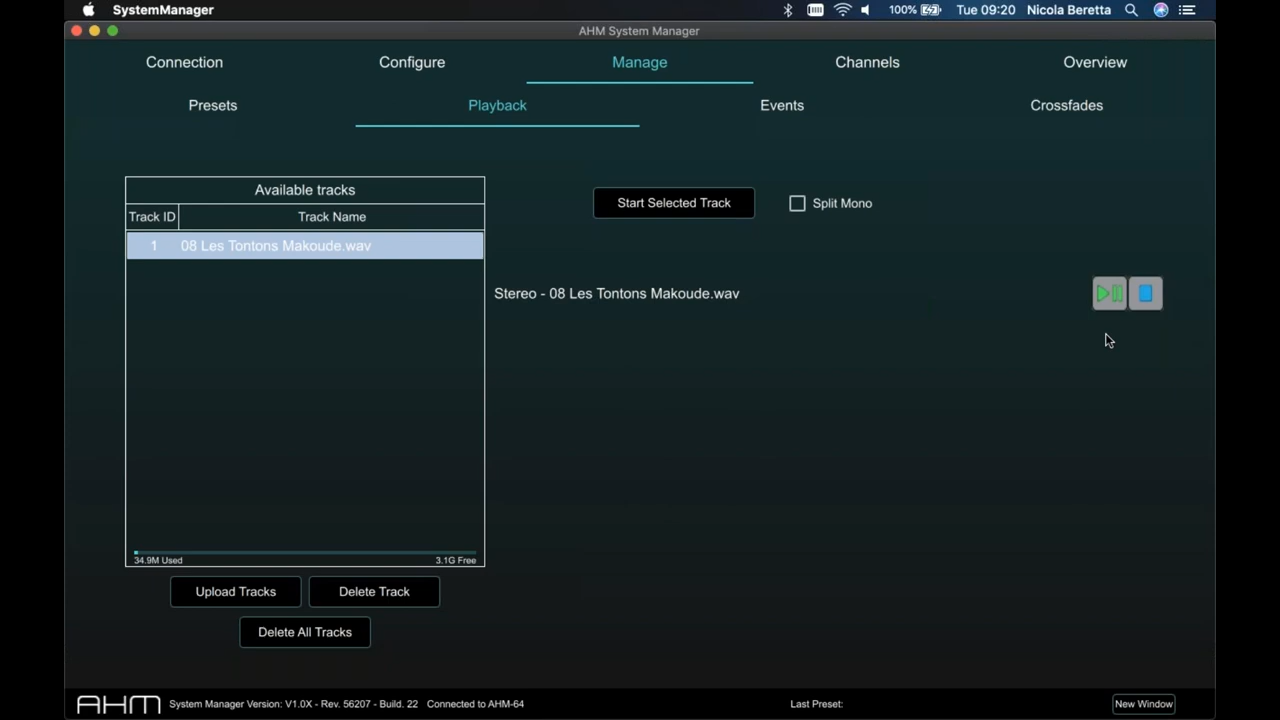 SystemManager
100%
Tue 09:20
Nicola Beretta
AHM System Manager
Connection
Configure
Manage
Channels
Overview
Presets
Playback
Events
Crossfades
Available tracks
Track ID
Track Name
1
08 Les Tontons Makoude.wav
34.9M Used
3.1G Free
Upload Tracks
Delete Track
Delete All Tracks
Start Selected Track
Split Mono
Stereo - 08 Les Tontons Makoude.wav
AHM
System Manager Version: V1.0X - Rev. 56207 - Build. 22
Connected to AHM-64
Last Preset:
New Window